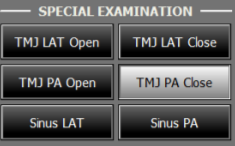 SPECIAL EXAMINATION
TMJ LAT Open TMJ LAT Close
TMJ PA Open TMJ PA Close
Sinus LAT Sinus PA